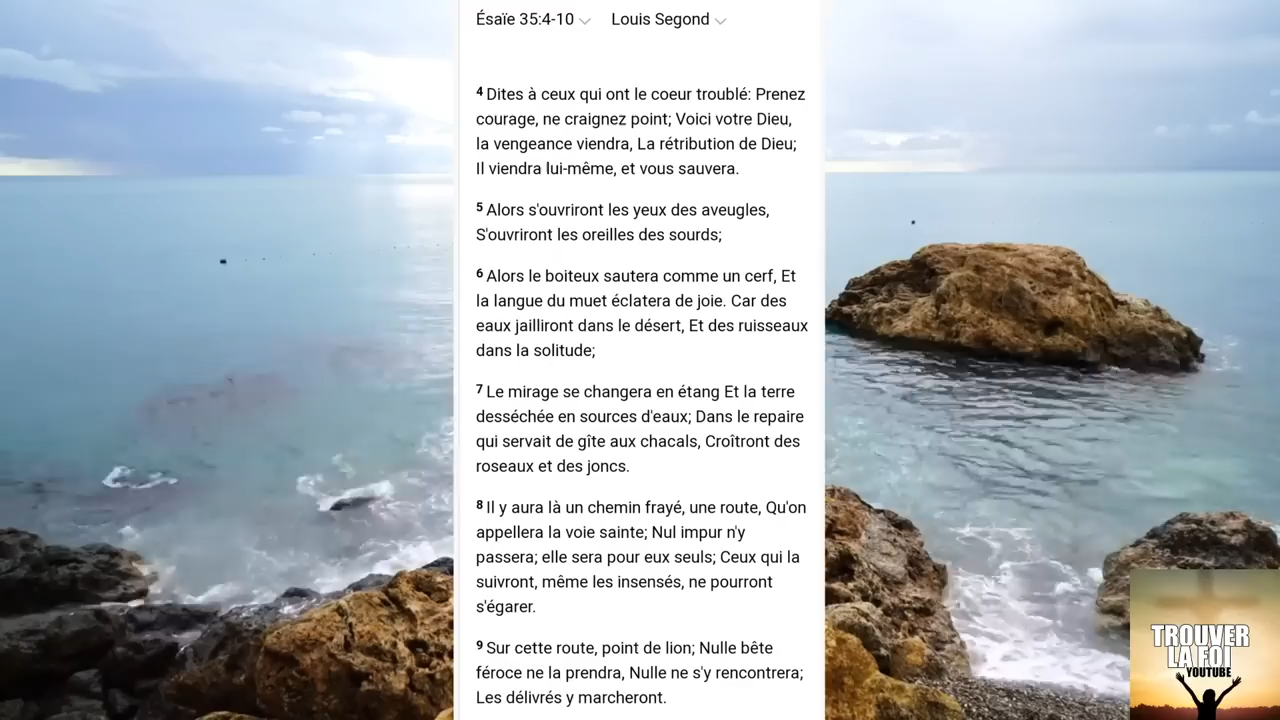 Ésaïe 35:4-10 Louis Segond
4 Dites à ceux qui ont le coeur troublé: Prenez
courage, ne craignez point; Voici votre Dieu,
la vengeance viendra, La rétribution de Dieu;
Il viendra lui-même, et vous sauvera.
5 Alors s'ouvriront les yeux des aveugles,
S'ouvriront les oreilles des sourds;
6 Alors le boiteux sautera comme un cerf, Et
la langue du muet éclatera de joie. Car des
eaux jailliront dans le désert, Et des ruisseaux
dans la solitude;
7 Le mirage se changera en étang Et la terre
desséchée en sources d'eaux; Dans le repaire
qui servait de gîte aux chacals, Croîtront des
roseaux et des joncs.
8 Il y aura là un chemin frayé, une route, Qu'on
appellera la voie sainte; Nul impur n'y
passera; elle sera pour eux seuls; Ceux qui la
suivront, même les insensés, ne pourront
s'égarer.
9 Sur cette route, point de lion; Nulle bête
féroce ne la prendra, Nulle ne s'y rencontrera;
Les délivrés y marcheront.
TROUVER
LA FOI
YOUTUBE